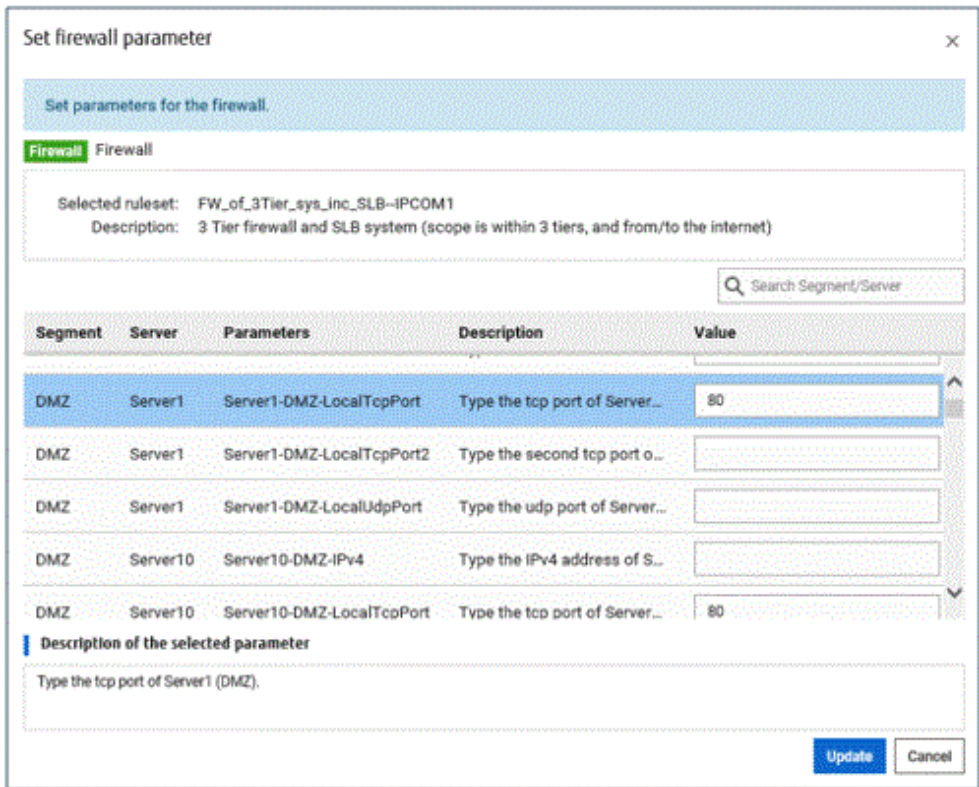 Set firewall parameter
Set parameters for the firewall.
Firewall Firewall
Selected ruleset: FW_of_3Tier_sys_inc_SLB--IPCOM1
Description: 3 Tier firewall and SLB system (scope is within 3 tiers, and from/to the internet)
Search Segment/Server
Segment Server Parameters Description Value
DMZ Server1 Server1-DMZ-LocalTcpPort Type the tcp port of Server... 80
DMZ Server1 Server1-DMZ-LocalTcpPort2 Type the second tcp port o...
DMZ Server1 Server1-DMZ-LocalUdpPort Type the udp port of Server...
DMZ Server10 Server10-DMZ-IPv4 Type the IPv4 address of S...
DMZ Server10 Server10-DMZ-LocalTcpPort Type the tcp port of Server... 80
Description of the selected parameter
Type the tcp port of Server1 (DMZ).
Update Cancel